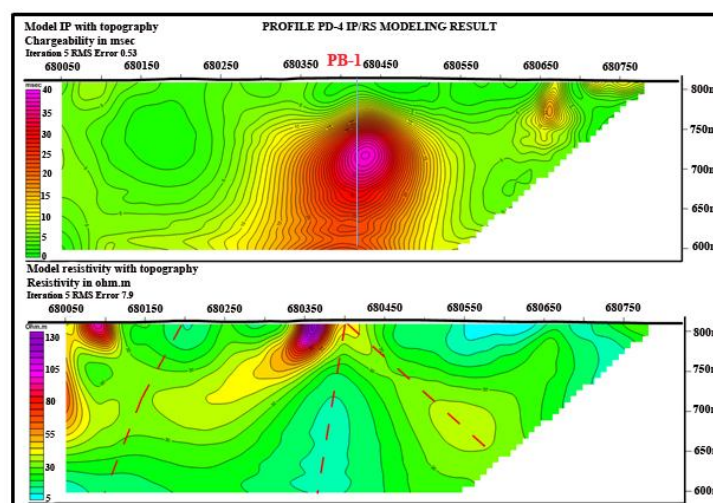 Model IP with topography
PROFILE PD-4 IP/RS MODELING RESULT
Chargeability in msec
Iteration 5 RMS Error 0.53
PB-1
680050 680150 680250 680350 680450 680550 680650 680750
msec
40
35
30
25
20
15
10
5
0
800m
750m
700m
600m
Model resistivity with topography
Resistivity in ohm.m
Iteration 5 RMS Error 7.9
680050 680150 680250 680350 680450 680550 680650 680750
Ohm.m
130
105
80
55
30
5
800m
700m
600m